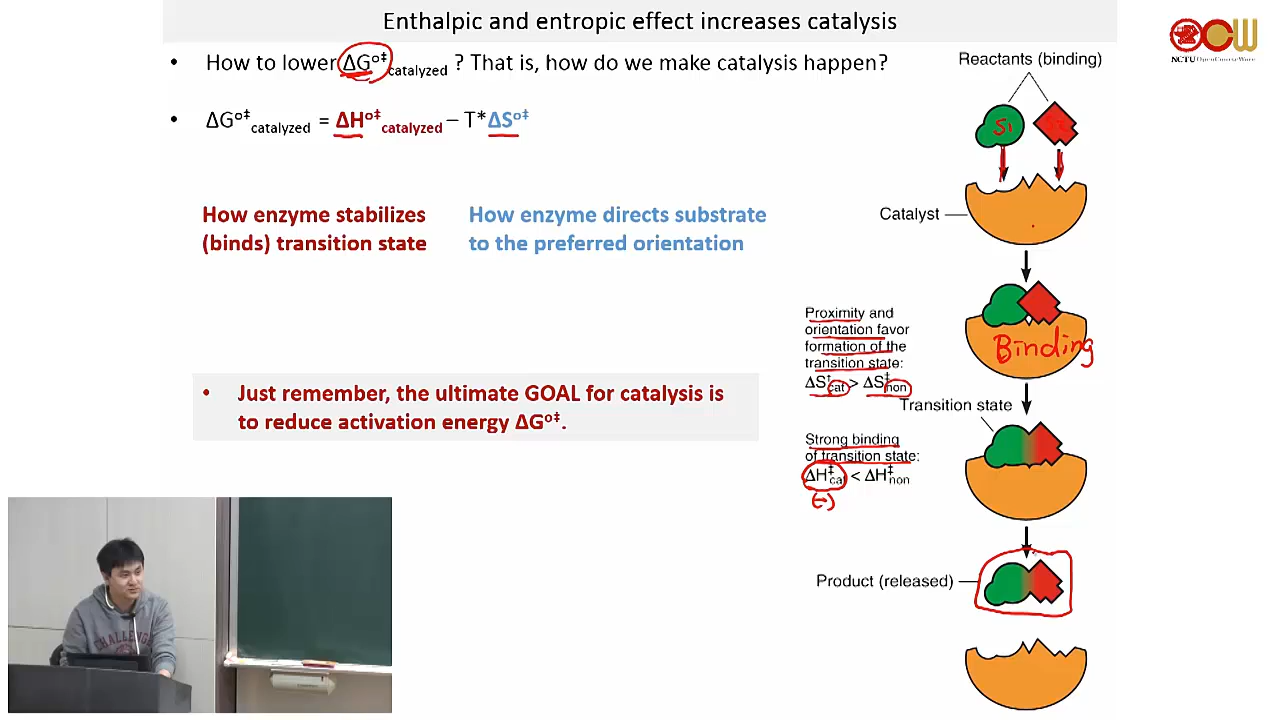 Enthalpic and entropic effect increases catalysis
• How to lower ΔG°‡catalyzed ? That is, how do we make catalysis happen?
• ΔG°‡catalyzed = ΔH°‡catalyzed – T* ΔS°‡
How enzyme stabilizes
(binds) transition state
How enzyme directs substrate
to the preferred orientation
• Just remember, the ultimate GOAL for catalysis is
to reduce activation energy ΔG°‡.
Reactants (binding)
S1
Catalyst
Proximity and
orientation favor
formation of the
transition state:
ΔS‡cat > ΔS‡non
Binding
Transition state
Strong binding
of transition state:
ΔH‡cat < ΔH‡non
(-)
Product (released)
OCW
NCTU OpenCourseWare
CHALLENGE